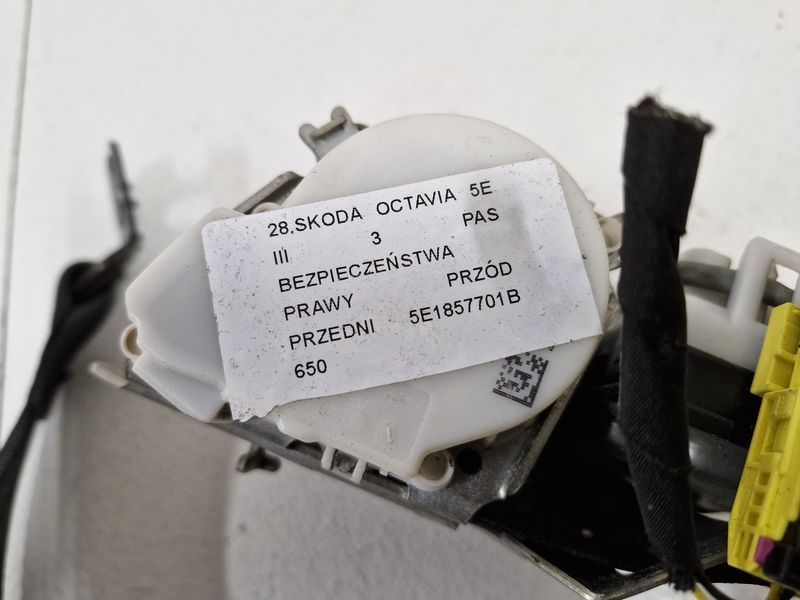 28.SKODA OCTAVIA 5E
III 3 PAS
BEZPIECZEŃSTWA
PRAWY PRZÓD
PRZEDNI 5E1857701B
650